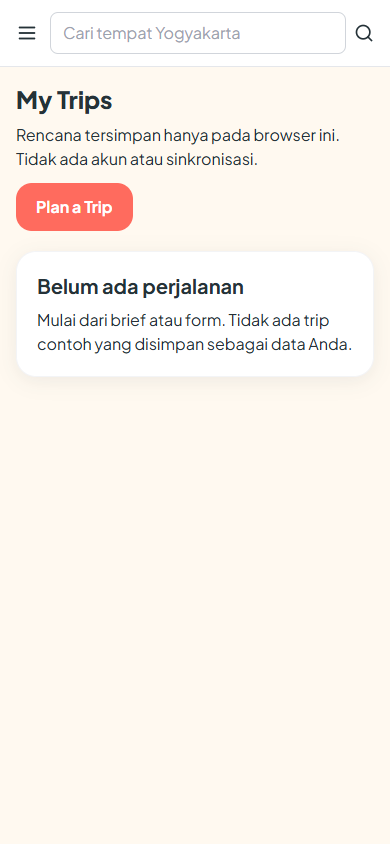 Cari tempat Yogyakarta
My Trips
Rencana tersimpan hanya pada browser ini.
Tidak ada akun atau sinkronisasi.
Plan a Trip
Belum ada perjalanan
Mulai dari brief atau form. Tidak ada trip
contoh yang disimpan sebagai data Anda.